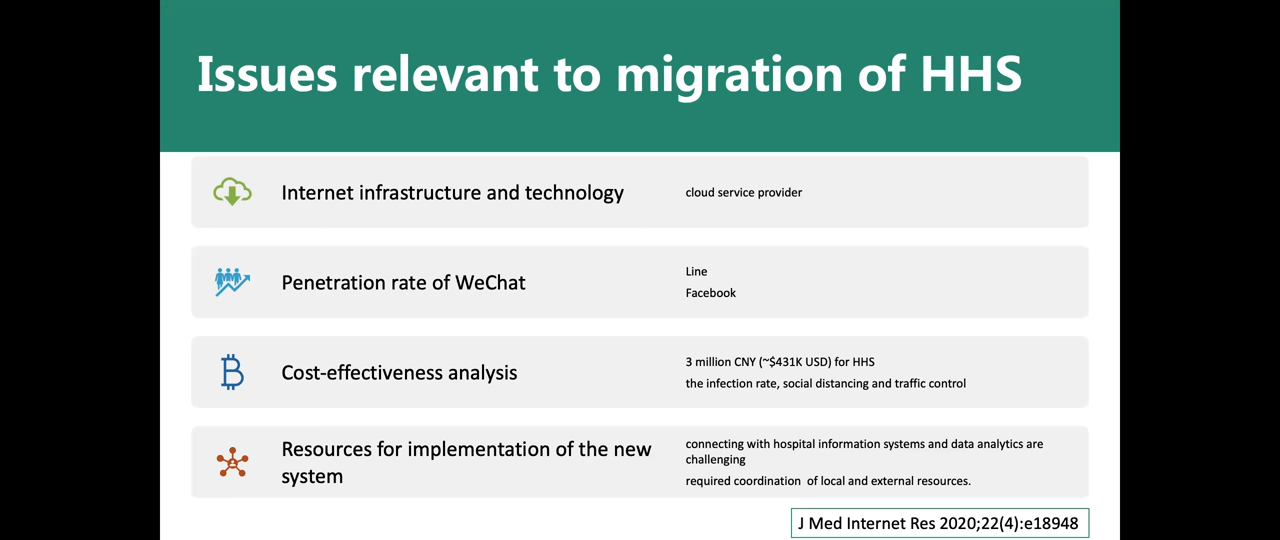 Issues relevant to migration of HHS
Internet infrastructure and technology
cloud service provider
Penetration rate of WeChat
Line
Facebook
Cost-effectiveness analysis
3 million CNY (~$431K USD) for HHS
the infection rate, social distancing and traffic control
Resources for implementation of the new
system
connecting with hospital information systems and data analytics are
challenging
required coordination  of local and external resources.
J Med Internet Res 2020;22(4):e18948